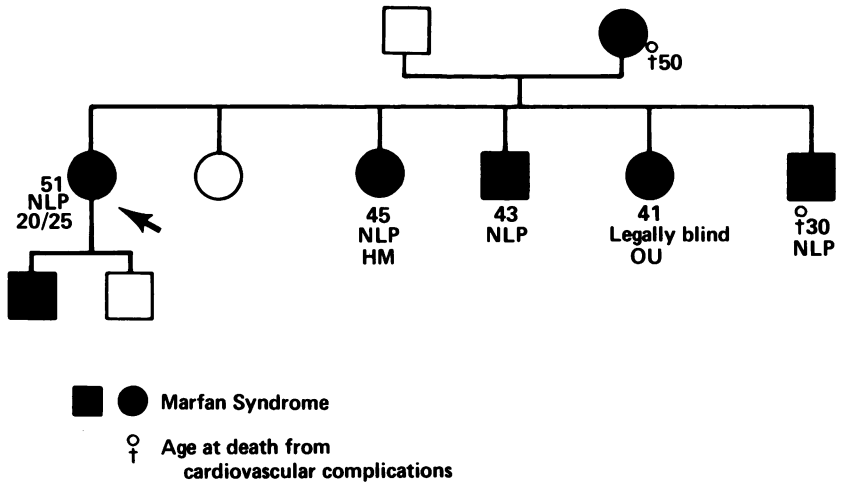 †50
51
NLP
20/25
45
NLP
HM
43
NLP
41
Legally blind
OU
†30
NLP
Marfan Syndrome
† Age at death from
cardiovascular complications